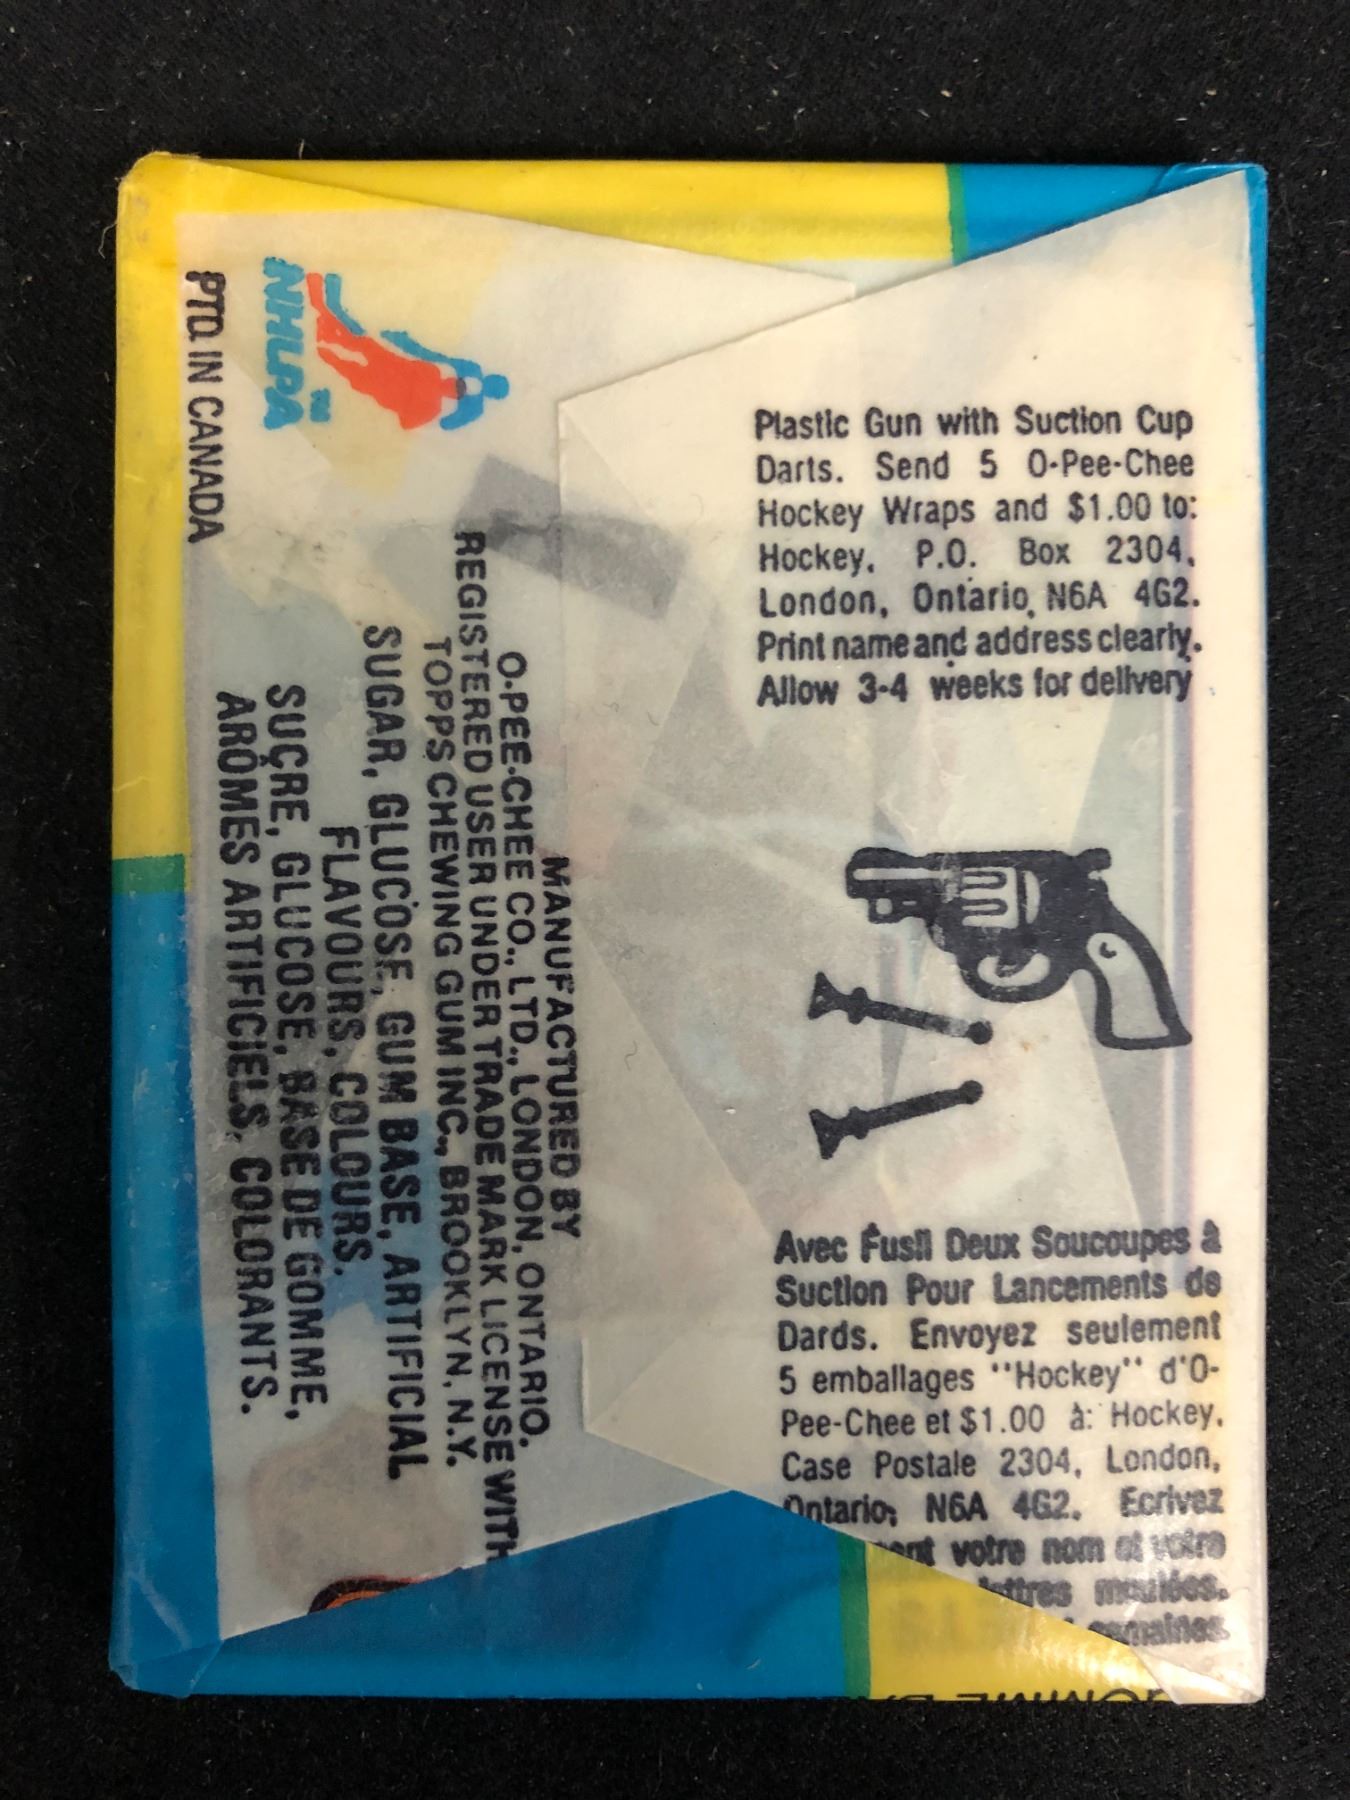 Plastic Gun with Suction Cup
Darts. Send 5 O-Pee-Chee
Hockey Wraps and $1.00 to:
Hockey, P.O. Box 2304,
London, Ontario, N6A 4G2.
Print name and address clearly.
Allow 3-4 weeks for delivery
Avec Fusil Deux Soucoupes à
Suction Pour Lancements de
Dards. Envoyez seulement
5 emballages "Hockey" d'O-
Pee-Chee et $1.00 à: Hockey,
Case Postale 2304, London,
Ontario, N6A 4G2. Ecrivez
votre nom et votre
lettres moulées.
semaines
MANUFACTURED BY
O-PEE-CHEE CO., LTD., LONDON, ONTARIO.
REGISTERED USER UNDER TRADE MARK LICENSE WITH
TOPPS CHEWING GUM INC., BROOKLYN, N.Y.
SUGAR, GLUCOSE, GUM BASE, ARTIFICIAL
FLAVOURS, COLOURS.
SUCRE, GLUCOSE, BASE DE GOMME,
ARÔMES ARTIFICIELS, COLORANTS.
NHLPA TM
PTD. IN CANADA